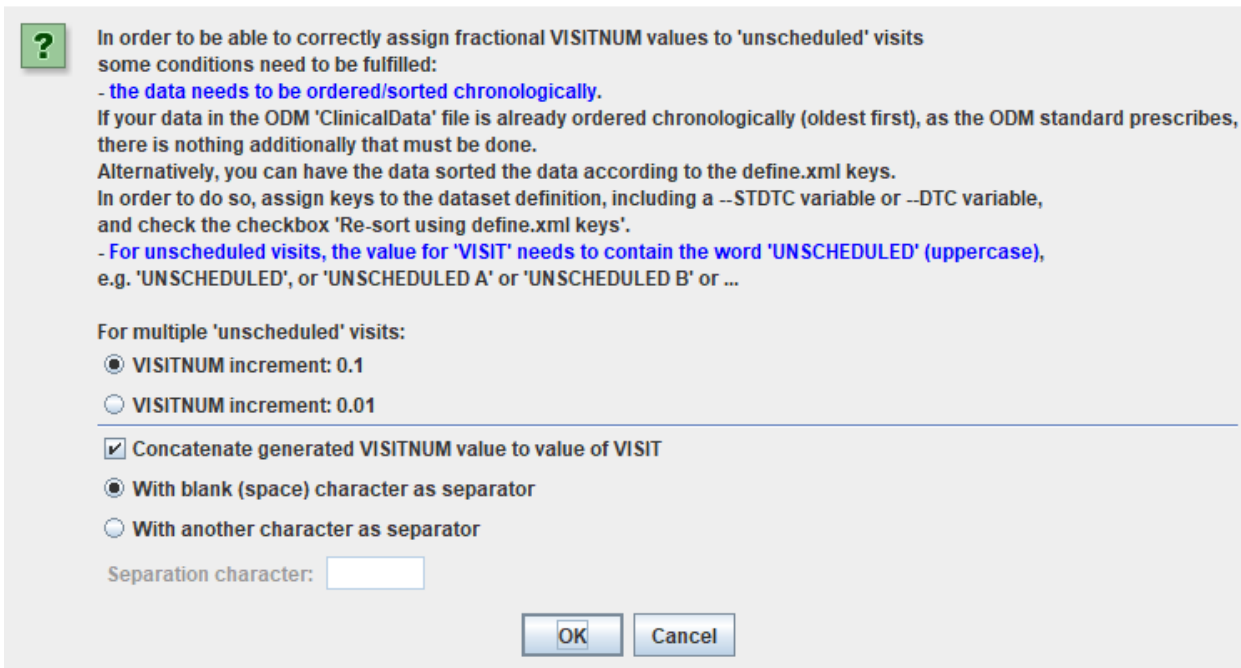 ?
In order to be able to correctly assign fractional VISITNUM values to 'unscheduled' visits
some conditions need to be fulfilled:
- the data needs to be ordered/sorted chronologically.
If your data in the ODM 'ClinicalData' file is already ordered chronologically (oldest first), as the ODM standard prescribes,
there is nothing additionally that must be done.
Alternatively, you can have the data sorted the data according to the define.xml keys.
In order to do so, assign keys to the dataset definition, including a --STDTC variable or --DTC variable,
and check the checkbox 'Re-sort using define.xml keys'.
- For unscheduled visits, the value for 'VISIT' needs to contain the word 'UNSCHEDULED' (uppercase),
e.g. 'UNSCHEDULED', or 'UNSCHEDULED A' or 'UNSCHEDULED B' or ...
For multiple 'unscheduled' visits:
VISITNUM increment: 0.1
VISITNUM increment: 0.01
Concatenate generated VISITNUM value to value of VISIT
With blank (space) character as separator
With another character as separator
Separation character:
OK Cancel